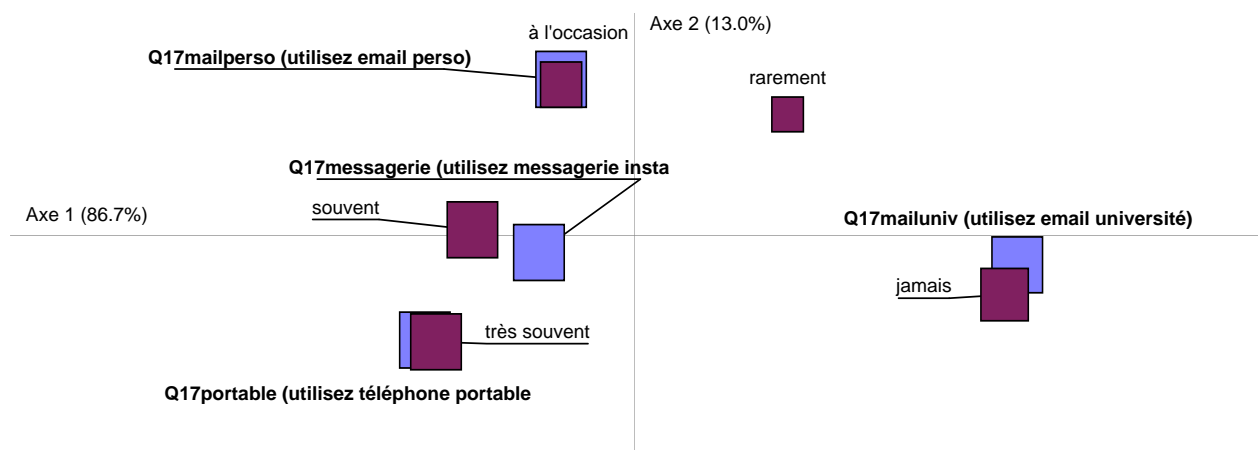 à l'occasion
Axe 2 (13.0%)
Q17mailperso (utilisez email perso)
rarement
Q17messagerie (utilisez messagerie insta
souvent
Axe 1 (86.7%)
Q17mailuniv (utilisez email université)
jamais
très souvent
Q17portable (utilisez téléphone portable